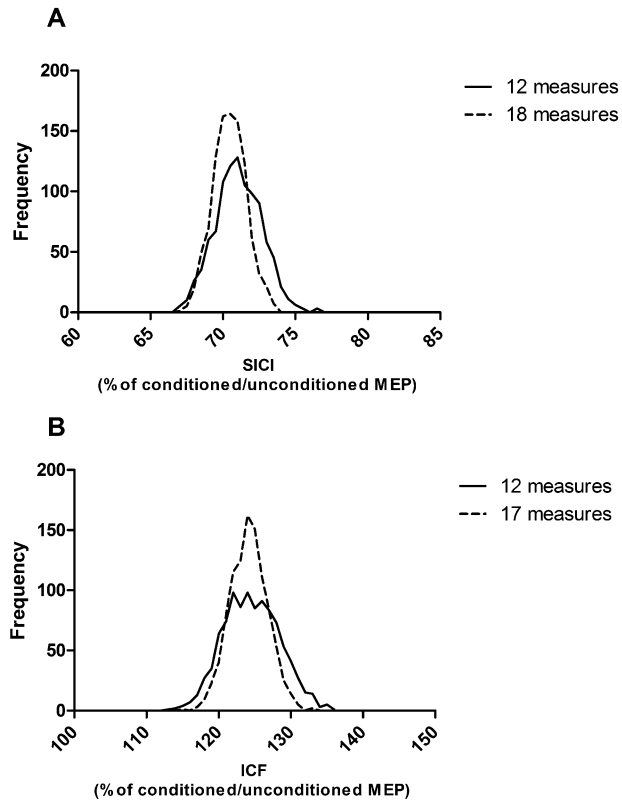 A
200
150
100
50
0
Frequency
60
65
70
75
80
85
SICI
(% of conditioned/unconditioned MEP)
12 measures
18 measures
B
200
150
100
50
0
Frequency
100
110
120
130
140
150
ICF
(% of conditioned/unconditioned MEP)
12 measures
17 measures